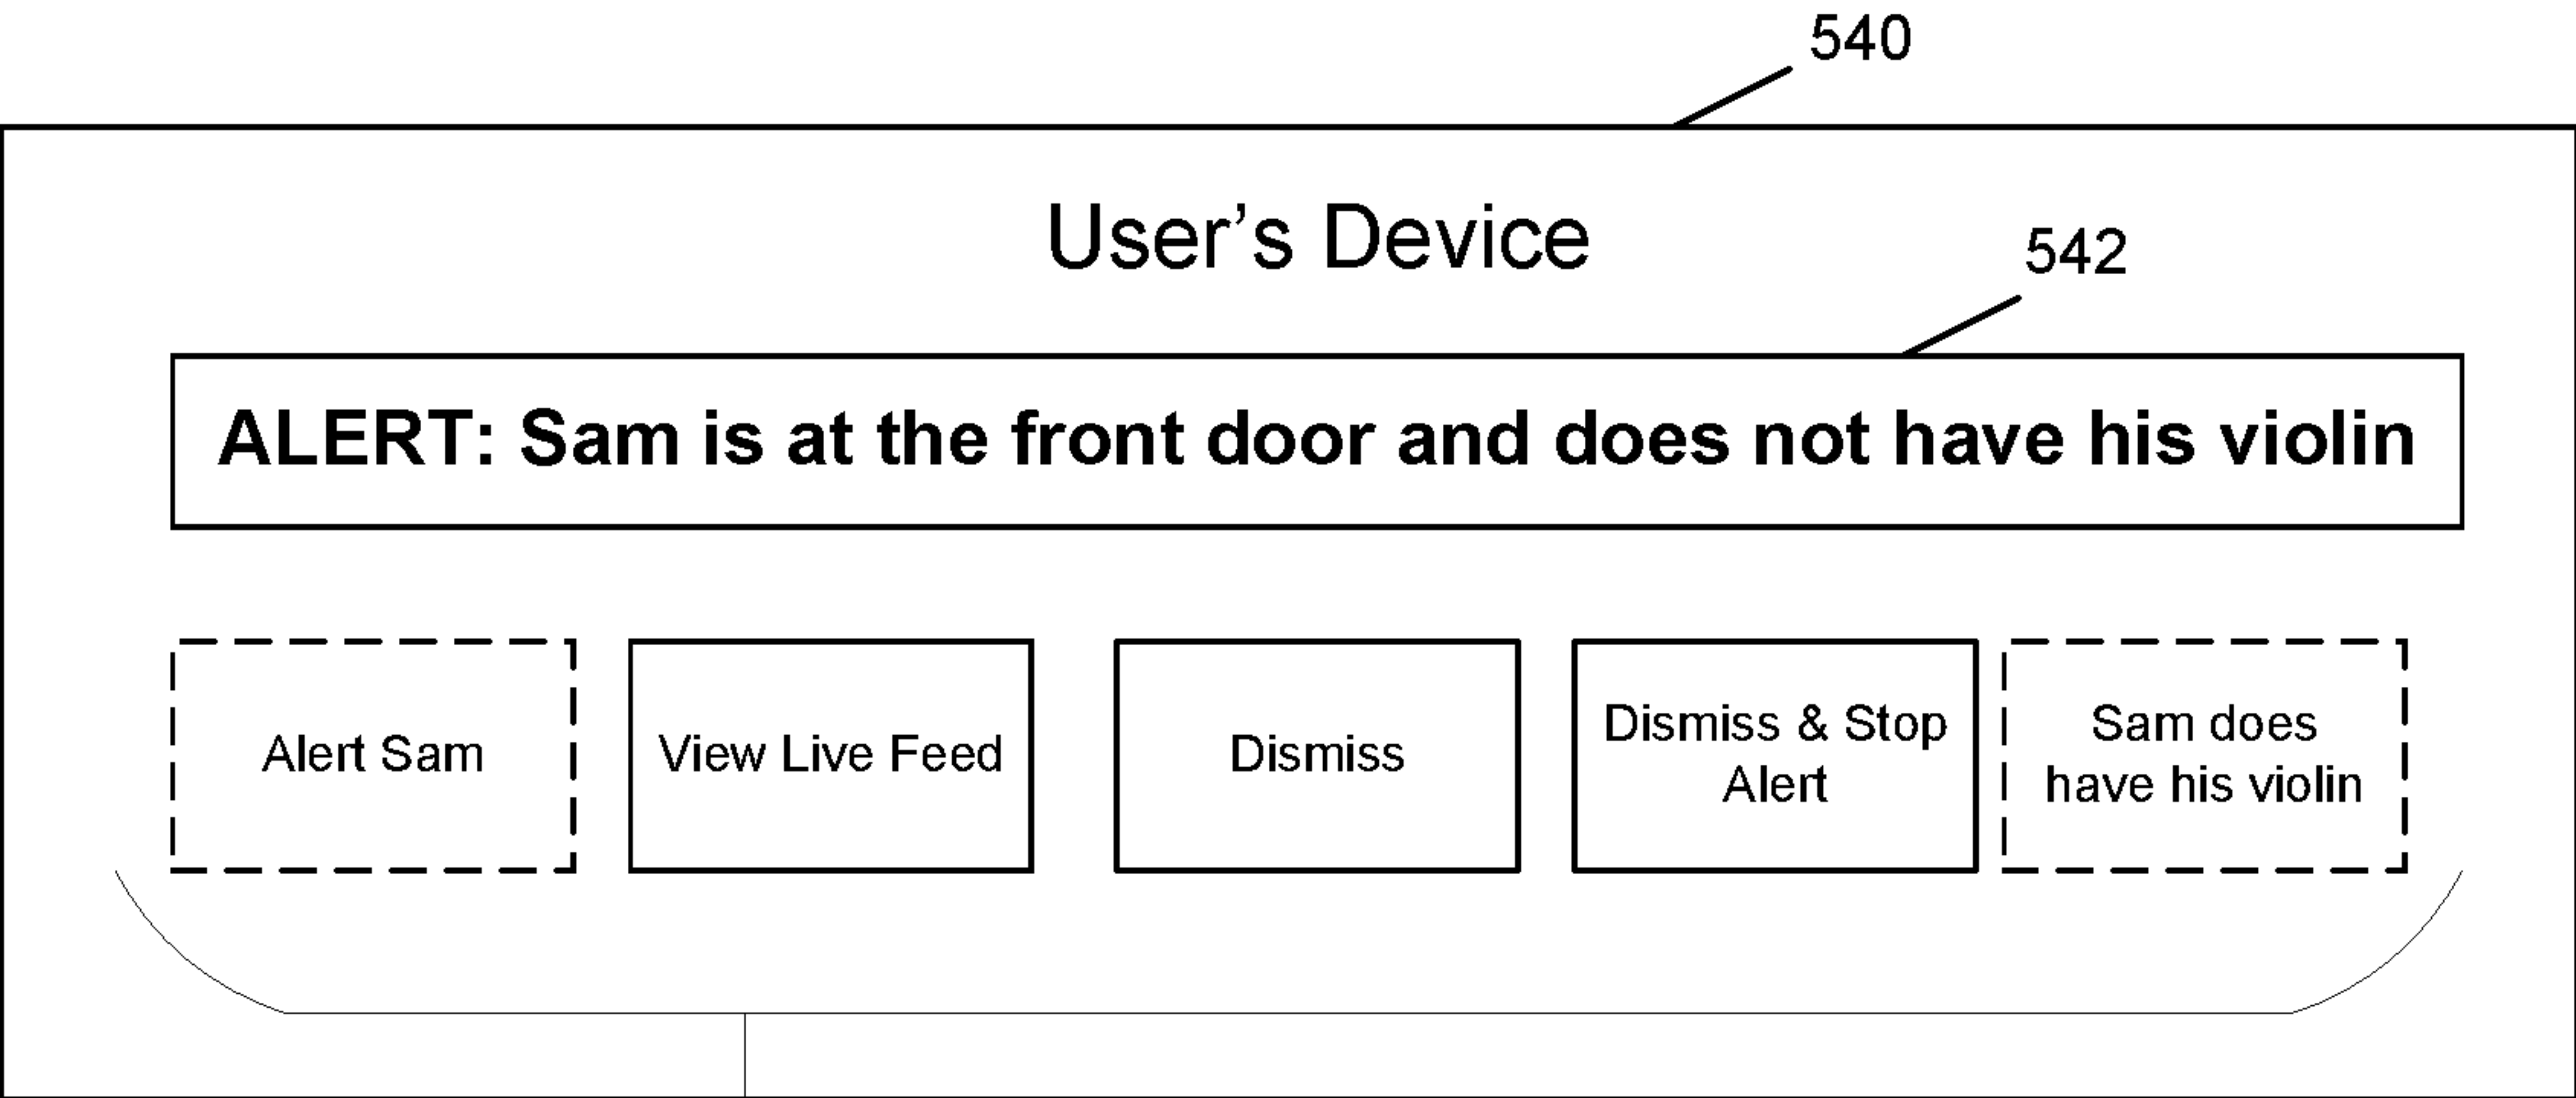 540
User's Device
542
ALERT: Sam is at the front door and does not have his violin
Alert Sam
View Live Feed
Dismiss
Dismiss & Stop
Alert
Sam does
have his violin